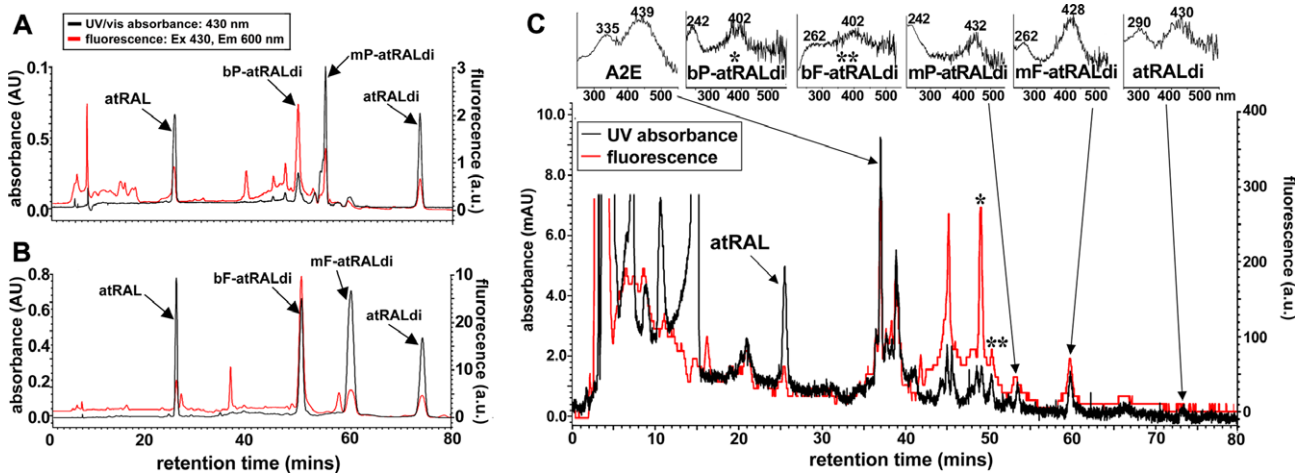 A
UV/vis absorbance: 430 nm
fluorescence: Ex 430, Em 600 nm
absorbance (AU)
0.1
0.5
0.0
atRAL
bP-atRALdi
mP-atRALdi
atRALdi
3
2
1
0
flurorecence (a.u.)
B
absorbance (AU)
0.8
0.6
0.4
0.2
0.0
atRAL
bF-atRALdi
mF-atRALdi
atRALdi
10
20
10
0
fluorescence (a.u.)
0 20 40 60 80
retention time (mins)
C
335 439
A2E
300 400 500
242 402
*
bP-atRALdi
300 400 500
262 402
**
bF-atRALdi
300 400 500
242 432
mP-atRALdi
300 400 500
262 428
mF-atRALdi
300 400 500
290 430
atRALdi
300 400 500 nm
UV absorbance
fluorescence
absorbance (mAU)
10.0
8.0
6.0
4.0
2.0
0.0
atRAL
*
**
400
300
200
100
0
fluorescence (a.u.)
0 10 20 30 40 50 60 70 80
retention time (mins)